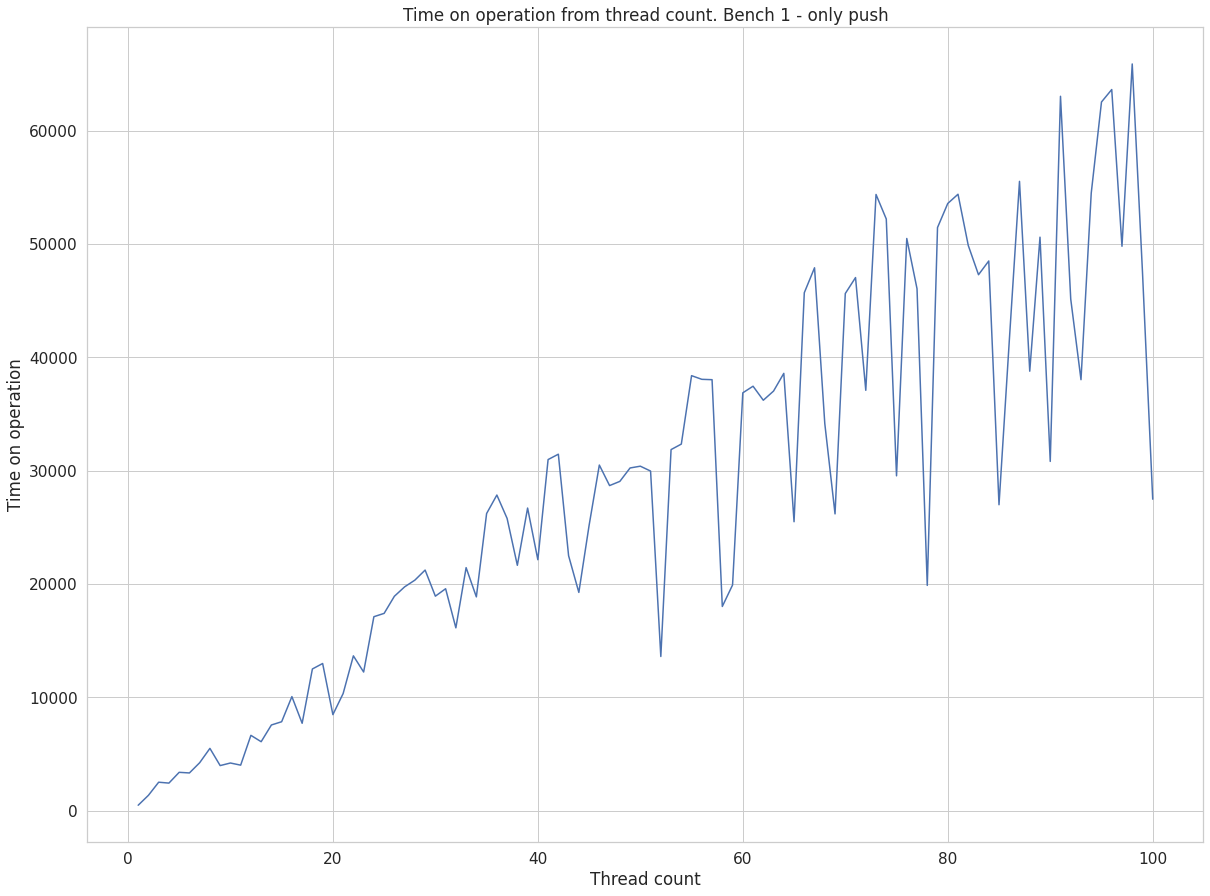 Time on operation from thread count. Bench 1 - only push
60000
50000
40000
30000
20000
10000
0
Time on operation
0 20 40 60 80 100
Thread count